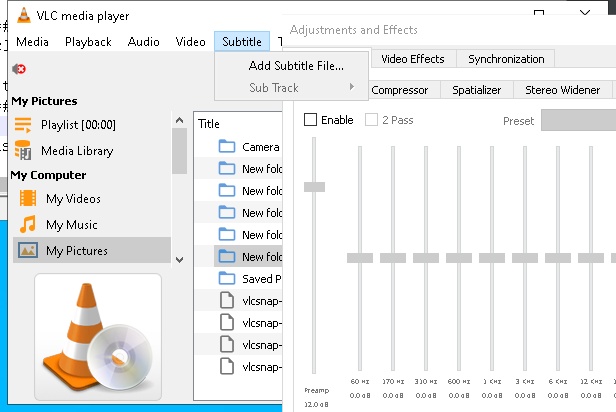 VLC media player
Media Playback Audio Video Subtitle
Add Subtitle File...
Sub Track
My Pictures
Playlist [00:00]
Media Library
My Computer
My Videos
My Music
My Pictures
Title
Camera
New fold
New fold
New fold
New fold
New fold
Saved P
vlcsnap-
vlcsnap-
vlcsnap-
vlcsnap-
Adjustments and Effects
Video Effects Synchronization
Compressor Spatializer Stereo Widener
Enable 2 Pass Preset
60 Hz 170 Hz 310 Hz 600 Hz 1 KHz 3 KHz 6 KHz 12 KHz
Preamp 0.0 dB 0.0 dB 0.0 dB 0.0 dB 0.0 dB 0.0 dB 0.0 dB 0.0 dB
12.0 dB